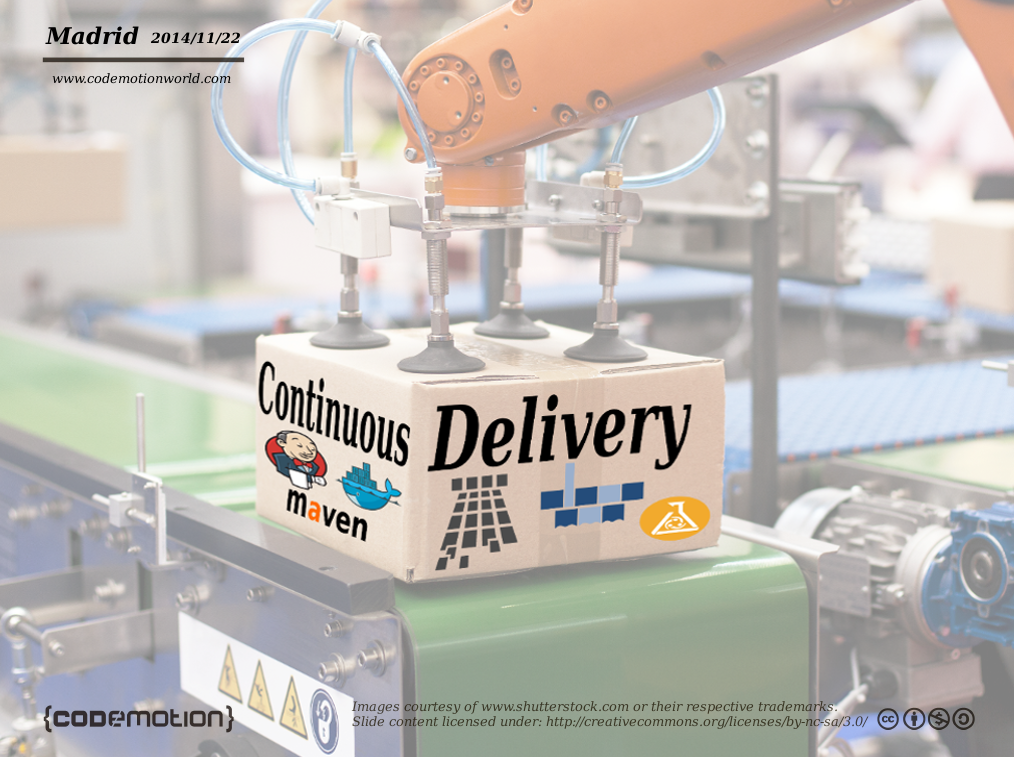 Madrid 2014/11/22
www.codemotionworld.com
Continuous
Delivery
maven
{codemotion}
Images courtesy of www.shutterstock.com or their respective trademarks.
Slide content licensed under: http://creativecommons.org/licenses/by-nc-sa/3.0/
cc